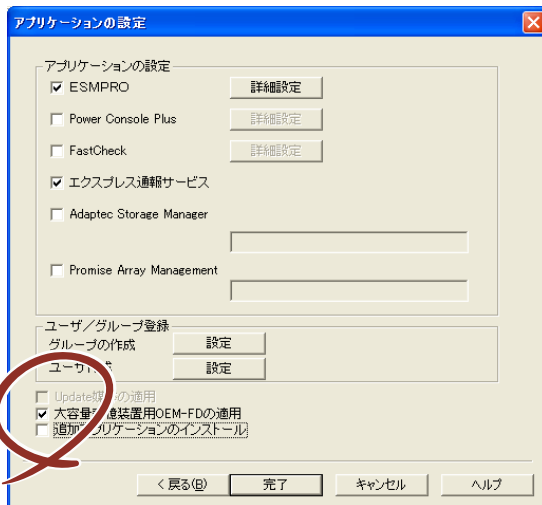 アプリケーションの設定
アプリケーションの設定
ESMPRO 詳細設定
Power Console Plus 詳細設定
FastCheck 詳細設定
エクスプレス通報サービス
Adaptec Storage Manager
Promise Array Management
ユーザ／グループ登録
グループの作成 設定
設定
の適用
大容量記憶装置用OEM-FDの適用
追加アプリケーションのインストール
< 戻る(B) 完了 キャンセル ヘルプ